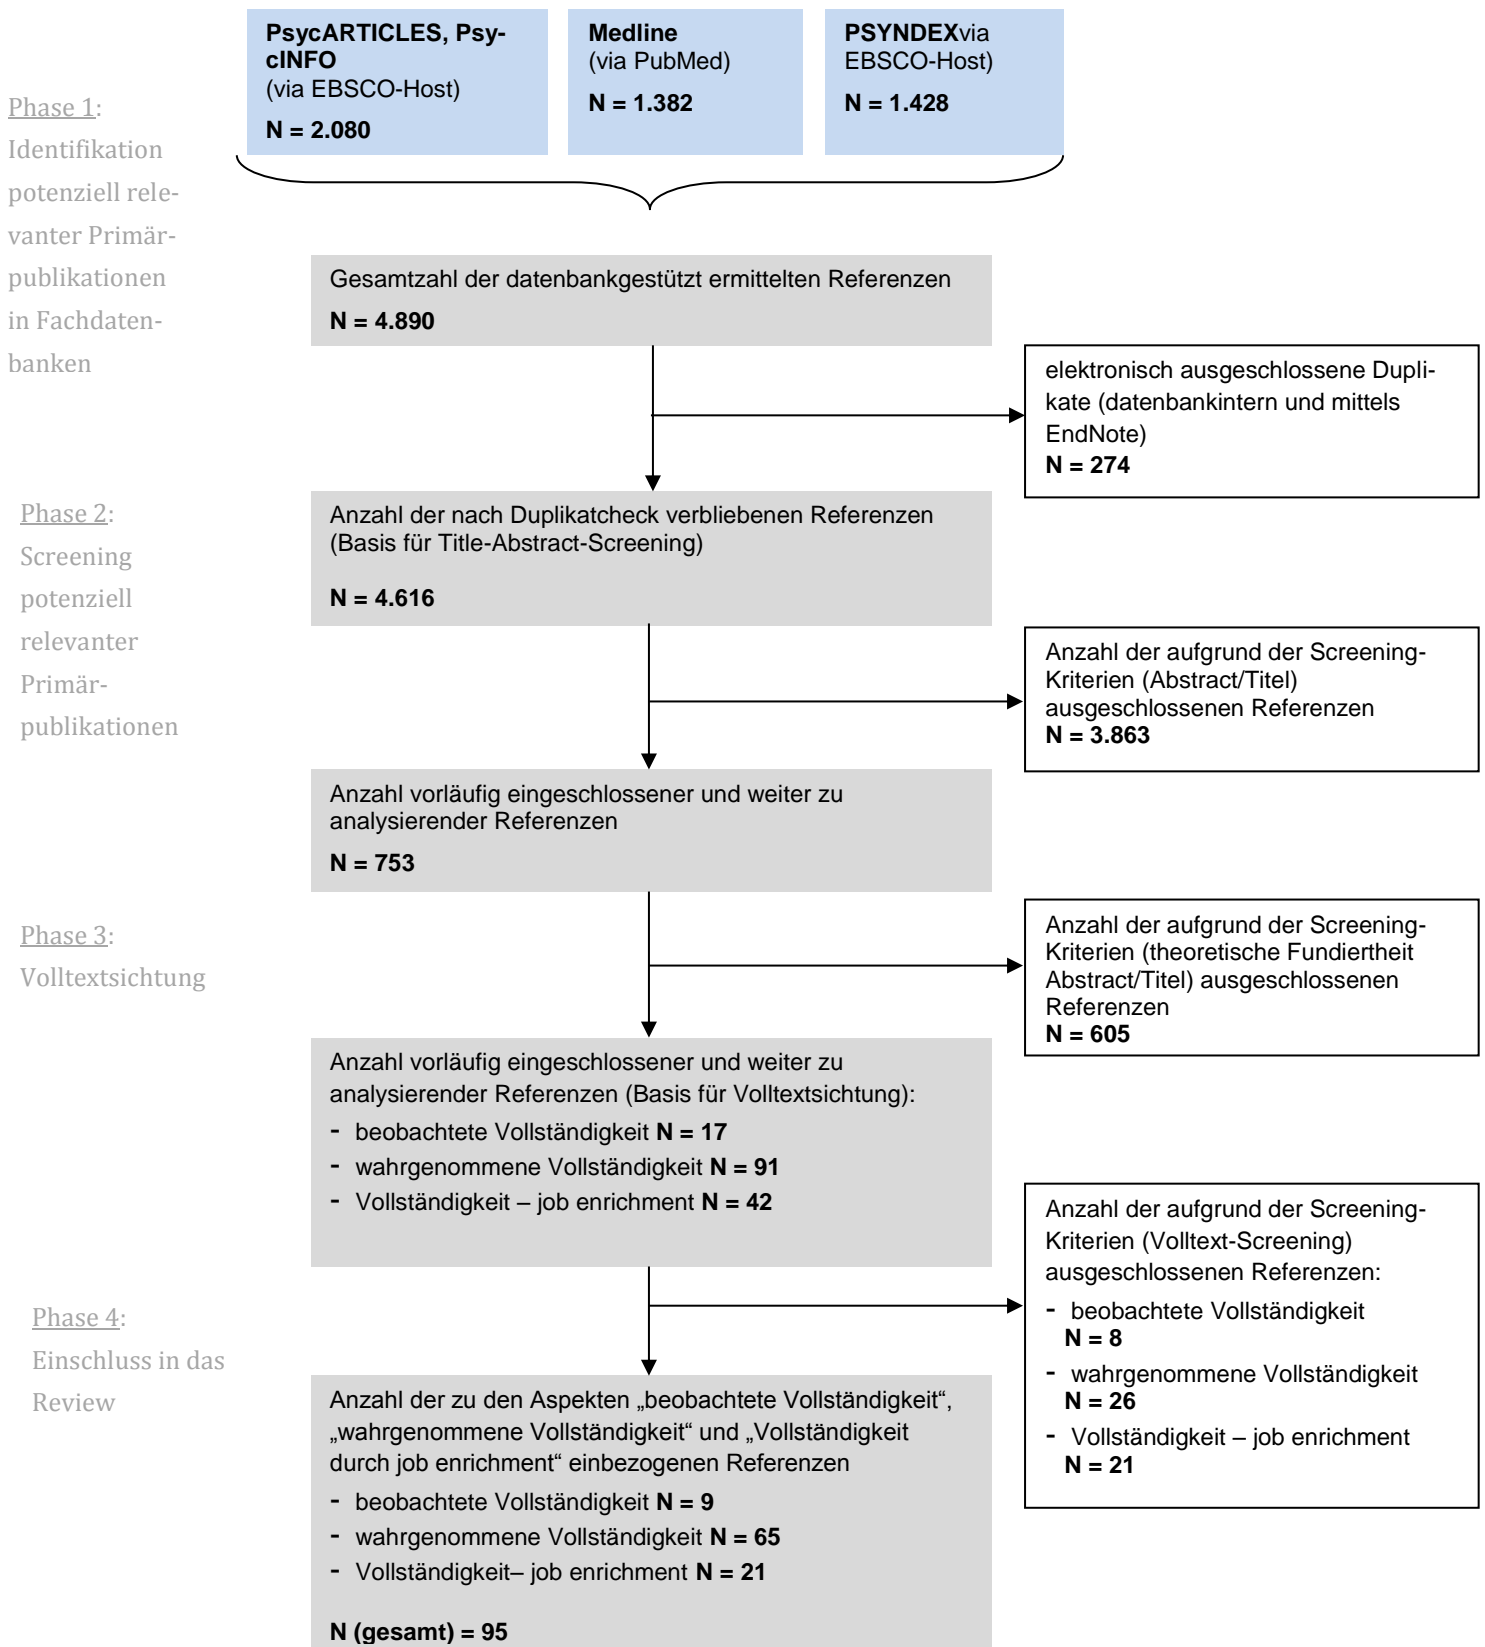 PsycARTICLES, Psy-
cINFO
(via EBSCO-Host)
N = 2.080
Medline
(via PubMed)
N = 1.382
PSYNDEXvia
EBSCO-Host)
N = 1.428
Phase 1:
Identifikation
potenziell rele-
vanter Primär-
publikationen
in Fachdaten-
banken
Gesamtzahl der datenbankgestützt ermittelten Referenzen
N = 4.890
elektronisch ausgeschlossene Dupli-
kate (datenbankintern und mittels
EndNote)
N = 274
Phase 2:
Screening
potenziell
relevanter
Primär-
publikationen
Anzahl der nach Duplikatcheck verbliebenen Referenzen
(Basis für Title-Abstract-Screening)
N = 4.616
Anzahl der aufgrund der Screening-
Kriterien (Abstract/Titel)
ausgeschlossenen Referenzen
N = 3.863
Anzahl vorläufig eingeschlossener und weiter zu
analysierender Referenzen
N = 753
Phase 3:
Volltextsichtung
Anzahl der aufgrund der Screening-
Kriterien (theoretische Fundiertheit
Abstract/Titel) ausgeschlossenen
Referenzen
N = 605
Anzahl vorläufig eingeschlossener und weiter zu
analysierender Referenzen (Basis für Volltextsichtung):
- beobachtete Vollständigkeit N = 17
- wahrgenommene Vollständigkeit N = 91
- Vollständigkeit – job enrichment N = 42
Anzahl der aufgrund der Screening-
Kriterien (Volltext-Screening)
ausgeschlossenen Referenzen:
- beobachtete Vollständigkeit
N = 8
- wahrgenommene Vollständigkeit
N = 26
- Vollständigkeit – job enrichment
N = 21
Phase 4:
Einschluss in das
Review
Anzahl der zu den Aspekten „beobachtete Vollständigkeit“,
„wahrgenommene Vollständigkeit“ und „Vollständigkeit
durch job enrichment“ einbezogenen Referenzen
- beobachtete Vollständigkeit N = 9
- wahrgenommene Vollständigkeit N = 65
- Vollständigkeit– job enrichment N = 21
N (gesamt) = 95